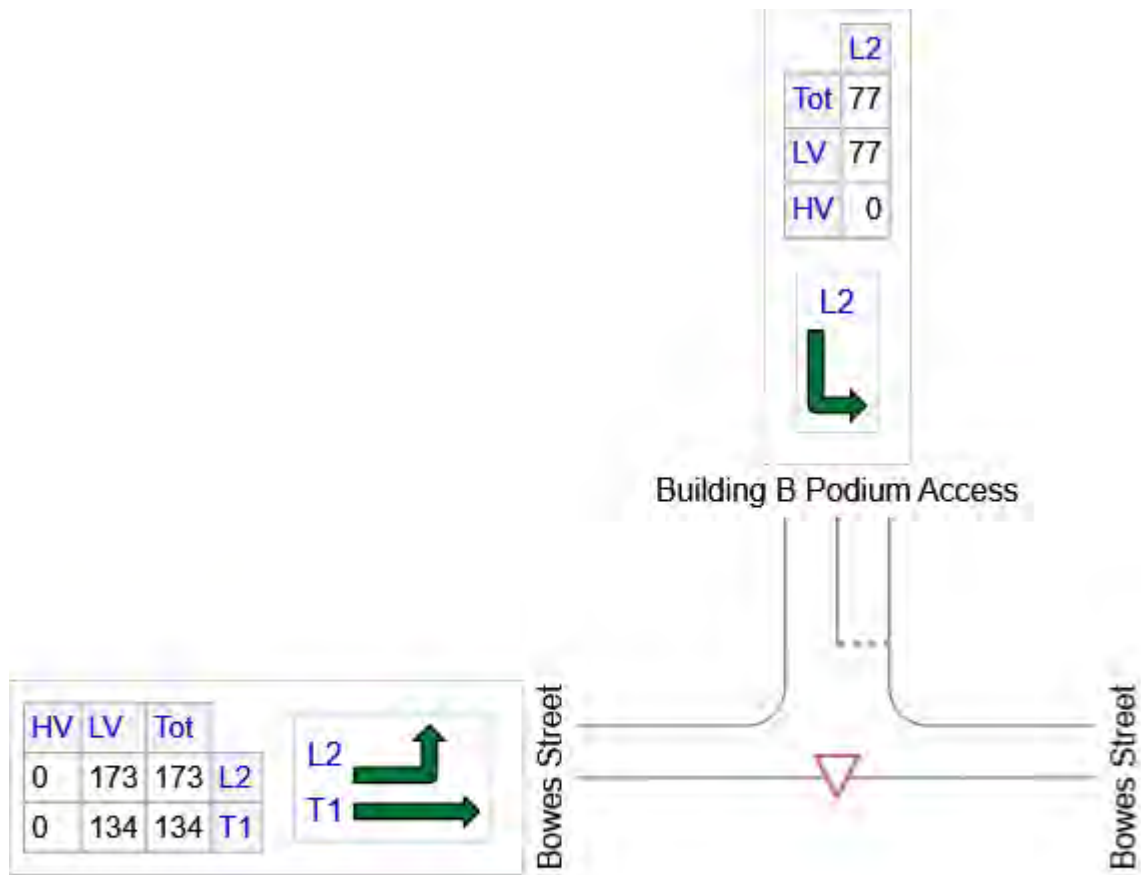 L2
Tot 77
LV 77
HV 0
L2
Building B Podium Access
HV LV Tot
0 173 173 L2
0 134 134 T1
L2
T1
Bowes Street
Bowes Street